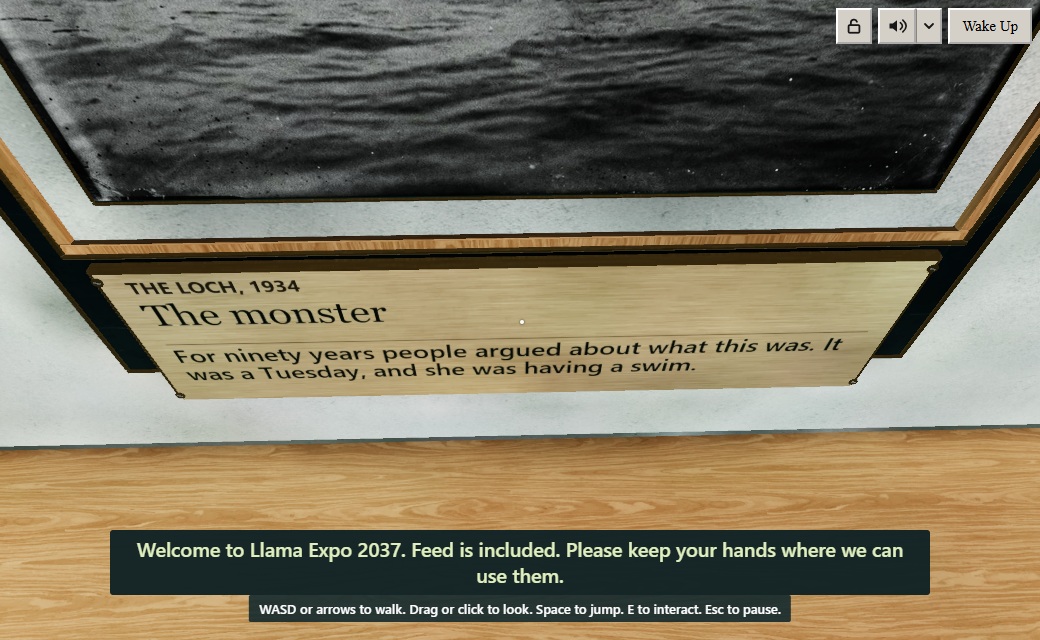 Wake Up
THE LOCH, 1934
The monster
For ninety years people argued about what this was. It
was a Tuesday, and she was having a swim.
Welcome to Llama Expo 2037. Feed is included. Please keep your hands where we can
use them.
WASD or arrows to walk. Drag or click to look. Space to jump. E to interact. Esc to pause.